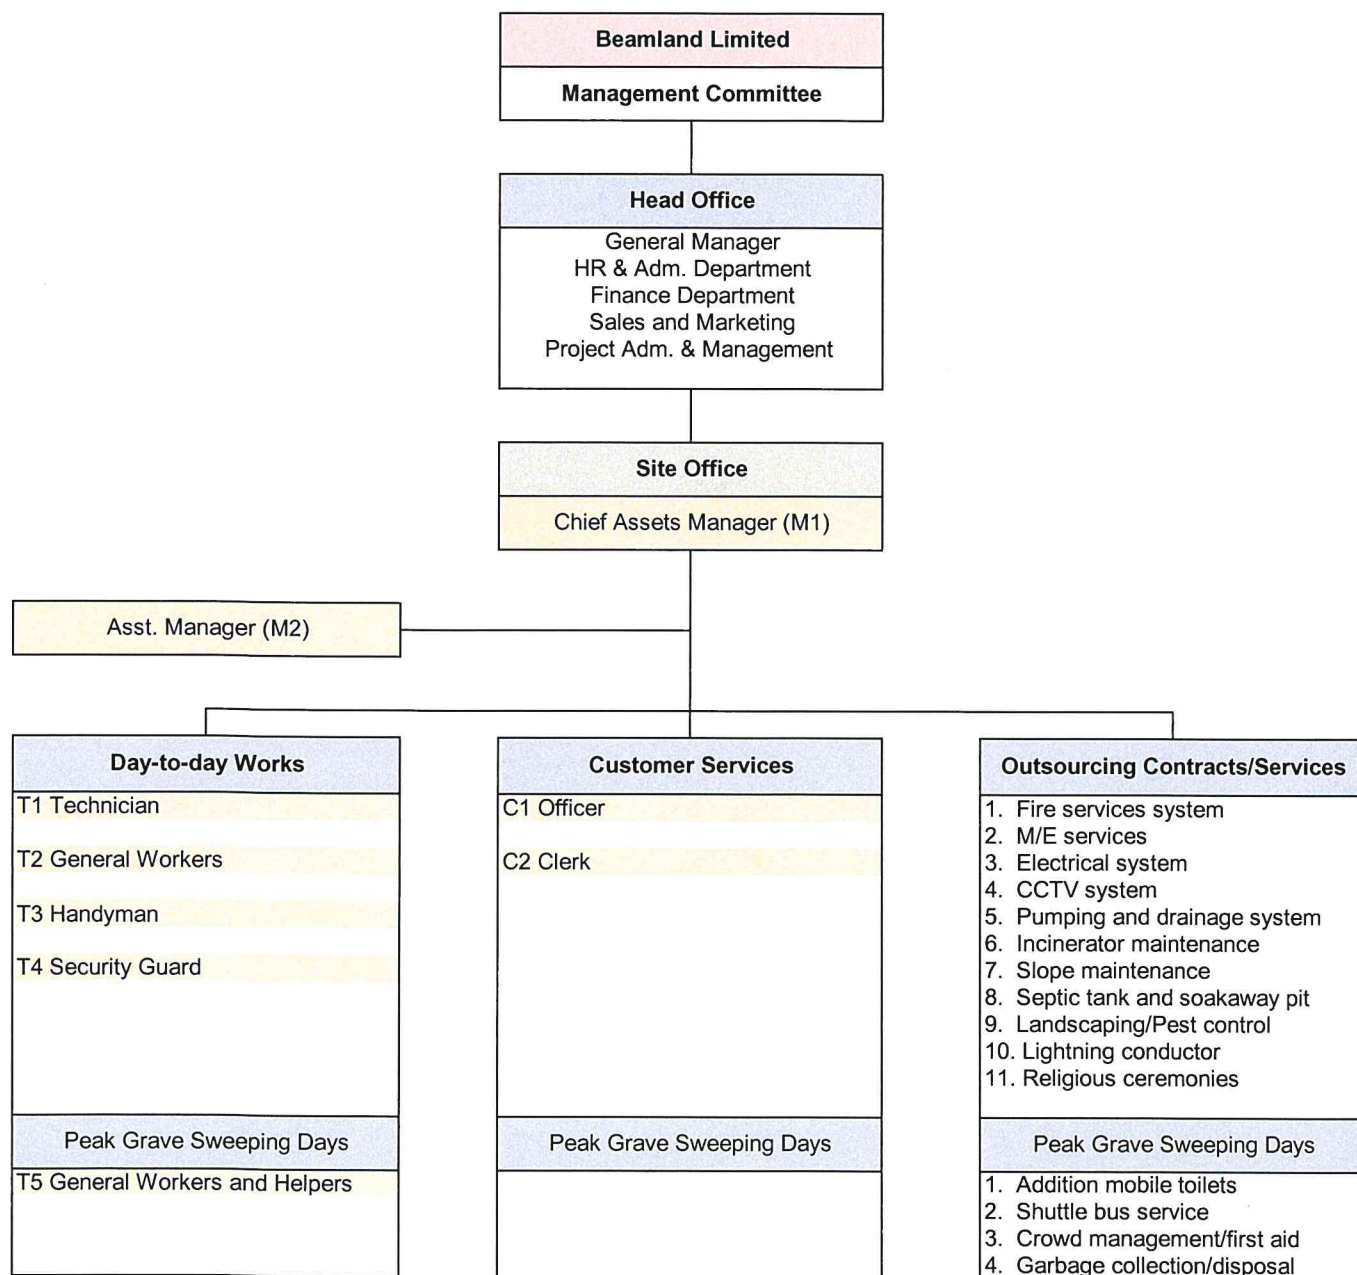 Beamland Limited
Management Committee
Head Office
General Manager
HR & Adm. Department
Finance Department
Sales and Marketing
Project Adm. & Management
Site Office
Chief Assets Manager (M1)
Asst. Manager (M2)
Day-to-day Works
T1 Technician
T2 General Workers
T3 Handyman
T4 Security Guard
Peak Grave Sweeping Days
T5 General Workers and Helpers
Customer Services
C1 Officer
C2 Clerk
Peak Grave Sweeping Days
Outsourcing Contracts/Services
1. Fire services system
2. M/E services
3. Electrical system
4. CCTV system
5. Pumping and drainage system
6. Incinerator maintenance
7. Slope maintenance
8. Septic tank and soakaway pit
9. Landscaping/Pest control
10. Lightning conductor
11. Religious ceremonies
Peak Grave Sweeping Days
1. Addition mobile toilets
2. Shuttle bus service
3. Crowd management/first aid
4. Garbage collection/disposal